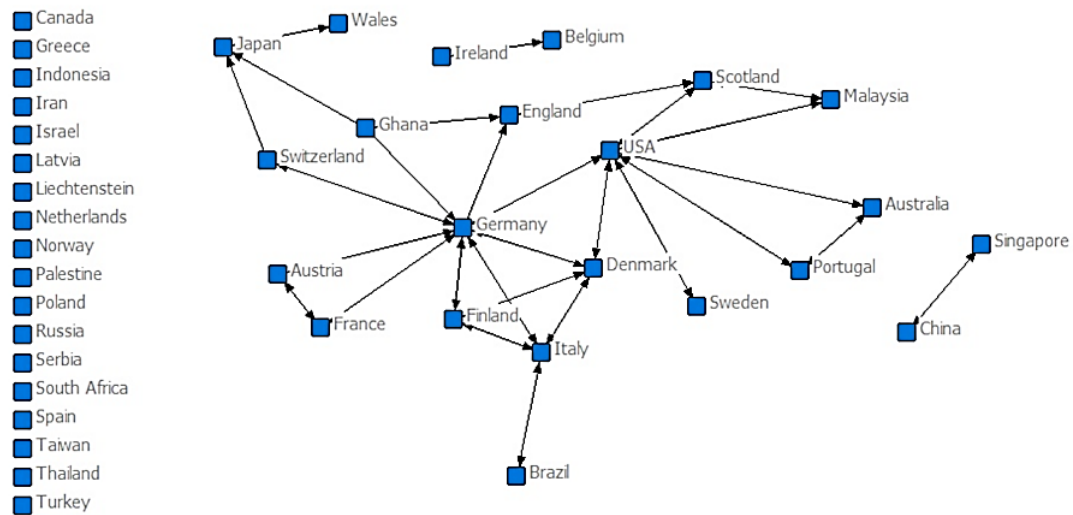 Canada
Greece
Indonesia
Iran
Israel
Latvia
Liechtenstein
Netherlands
Norway
Palestine
Poland
Russia
Serbia
South Africa
Spain
Taiwan
Thailand
Turkey
Wales
Japan
Belgium
Ireland
Scotland
Malaysia
England
Ghana
USA
Switzerland
Australia
Germany
Singapore
Denmark
Portugal
Austria
Sweden
Finland
France
China
Italy
Brazil